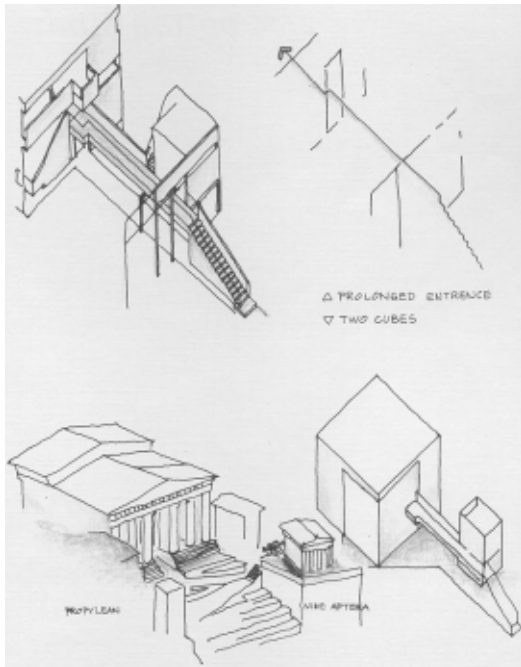 △ PROLONGED ENTRENCE
▽ TWO CUBES
PROPYLEAN
NIKE APTERA